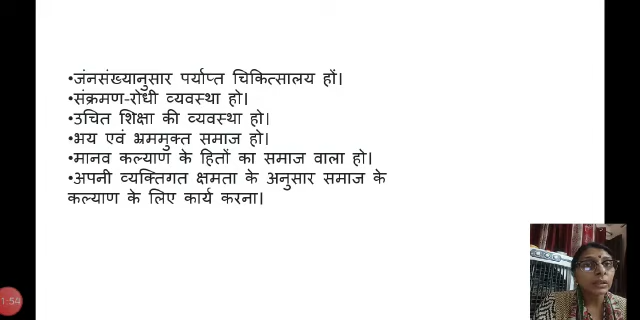 •जंनसंख्यानुसार पर्याप्त चिकित्सालय हों।
•संक्रमण-रोधी व्यवस्था हो।
•उचित शिक्षा की व्यवस्था हो।
•भय एवं भ्रममुक्त समाज हो।
•मानव कल्याण के हितों का समाज वाला हो।
•अपनी व्यक्तिगत क्षमता के अनुसार समाज के
कल्याण के लिए कार्य करना।
1:54